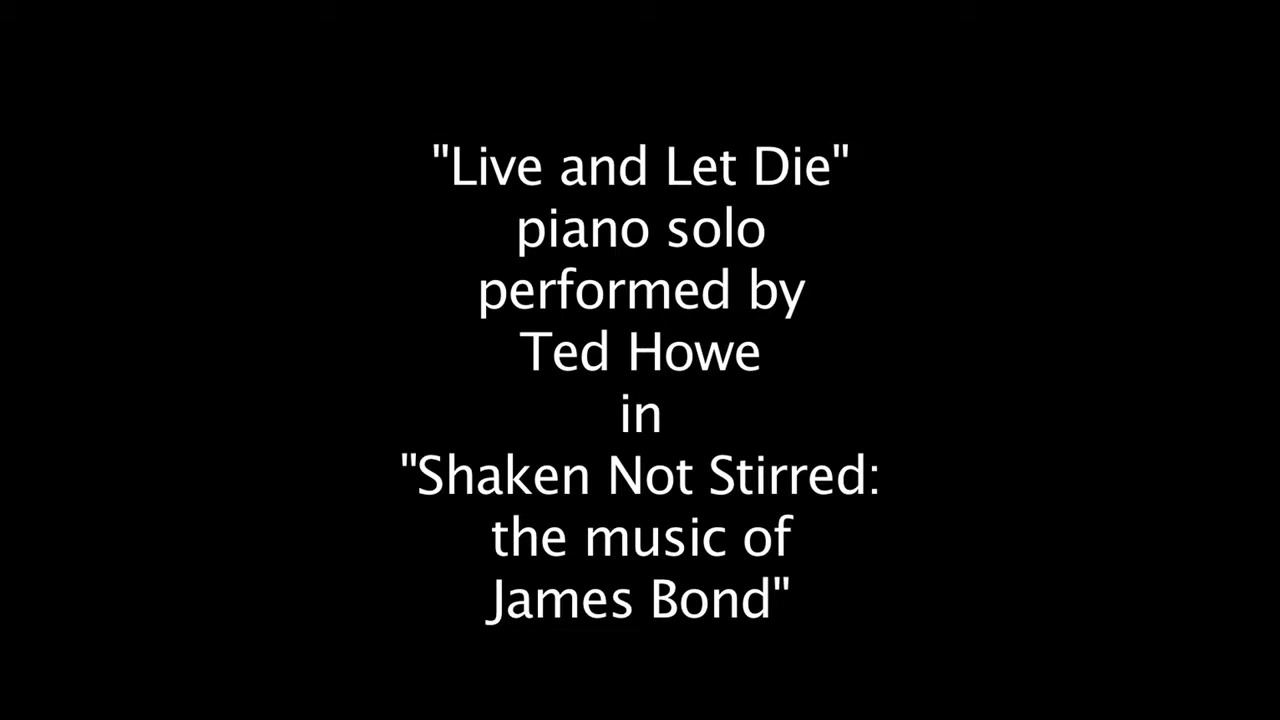 "Live and Let Die"
piano solo
performed by
Ted Howe
in
"Shaken Not Stirred:
the music of
James Bond"